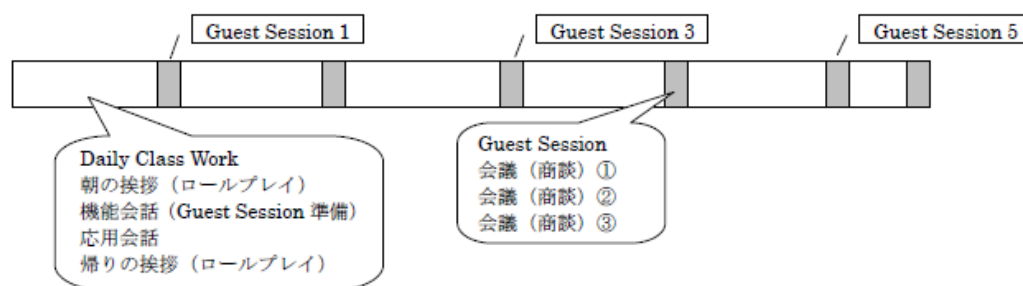 Guest Session 1
Guest Session 3
Guest Session 5
Daily Class Work
朝の挨拶（ロールプレイ）
機能会話（Guest Session 準備）
応用会話
帰りの挨拶（ロールプレイ）
Guest Session
会議（商談）①
会議（商談）②
会議（商談）③